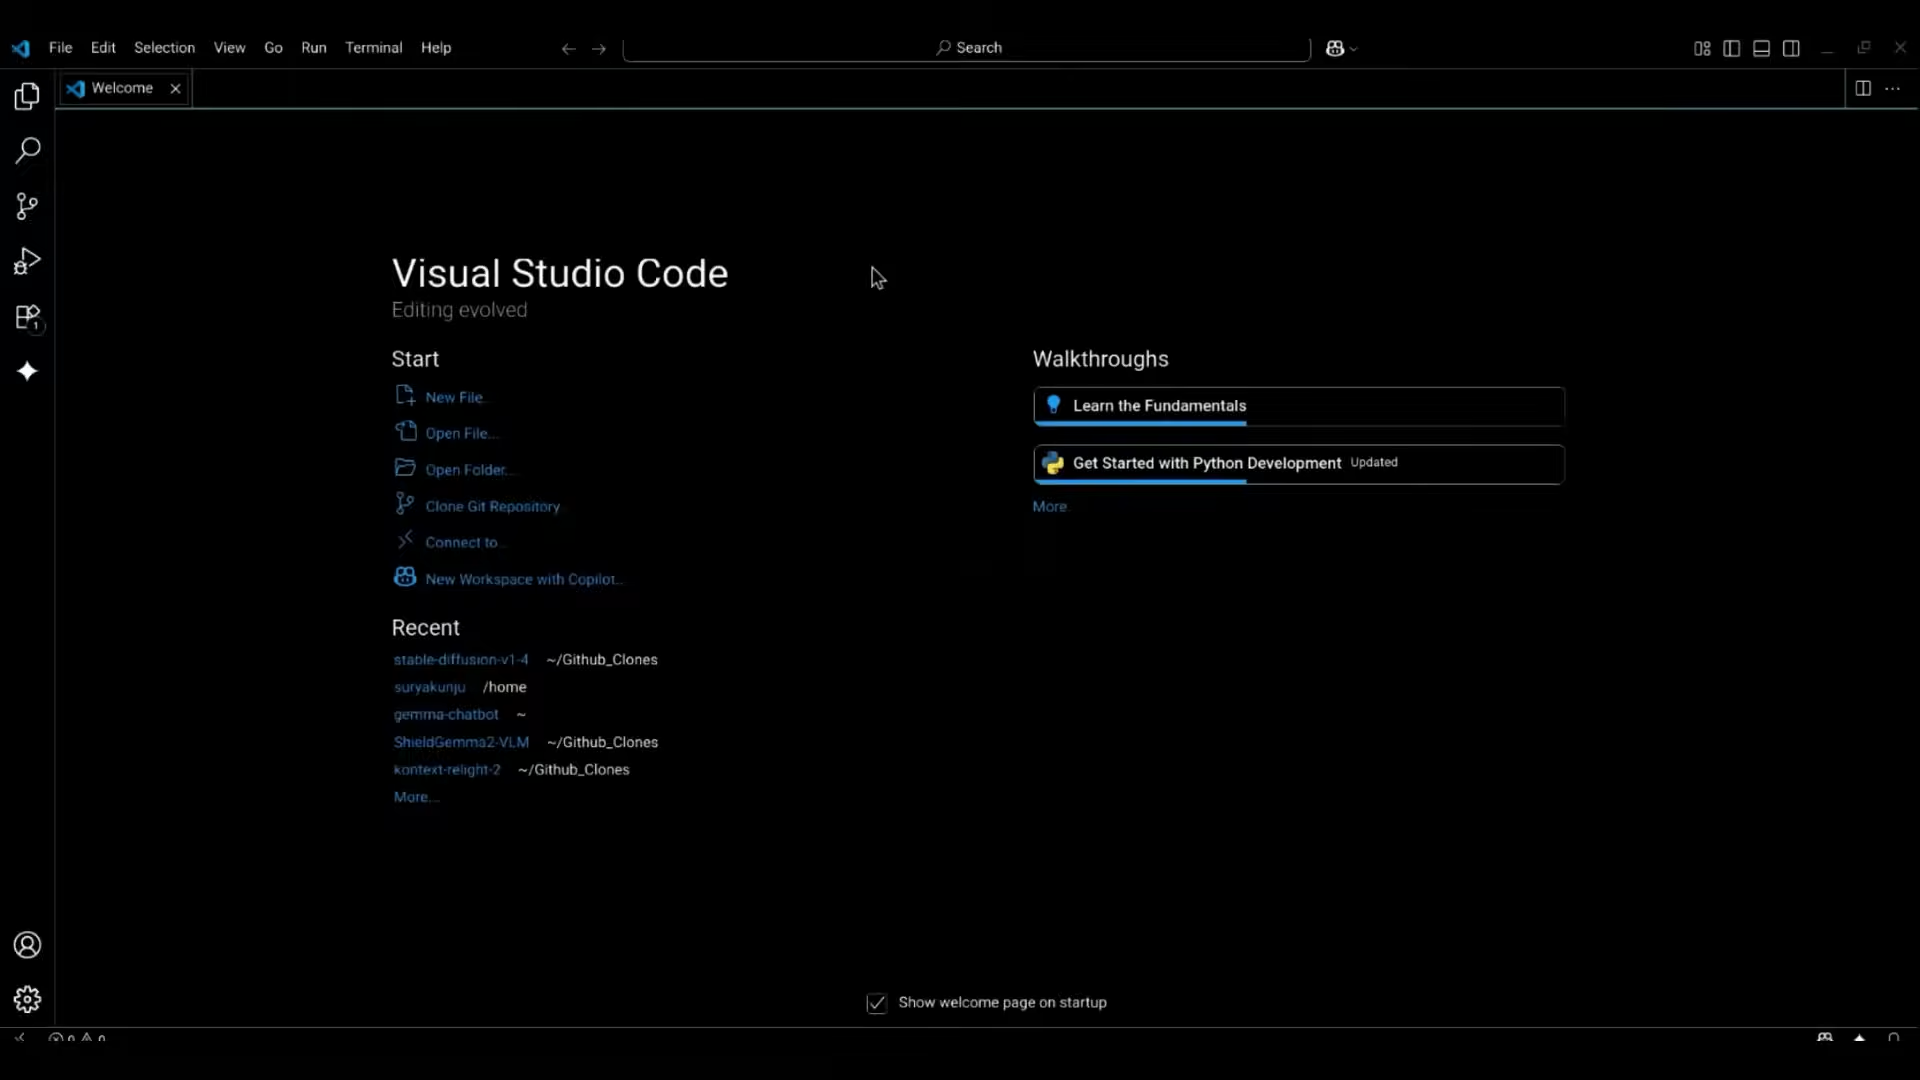 File Edit Selection View Go Run Terminal Help
Search
Welcome
Visual Studio Code
Editing evolved
Start
New File...
Open File...
Open Folder...
Clone Git Repository...
Connect to...
New Workspace with Copilot...
Recent
stable-diffusion-v1-4 ~/Github_Clones
suryakunju /home
gemma-chatbot ~
ShieldGemma2-VLM ~/Github_Clones
kontext-relight-2 ~/Github_Clones
More...
Walkthroughs
Learn the Fundamentals
Get Started with Python Development Updated
More...
1
Show welcome page on startup
0 0